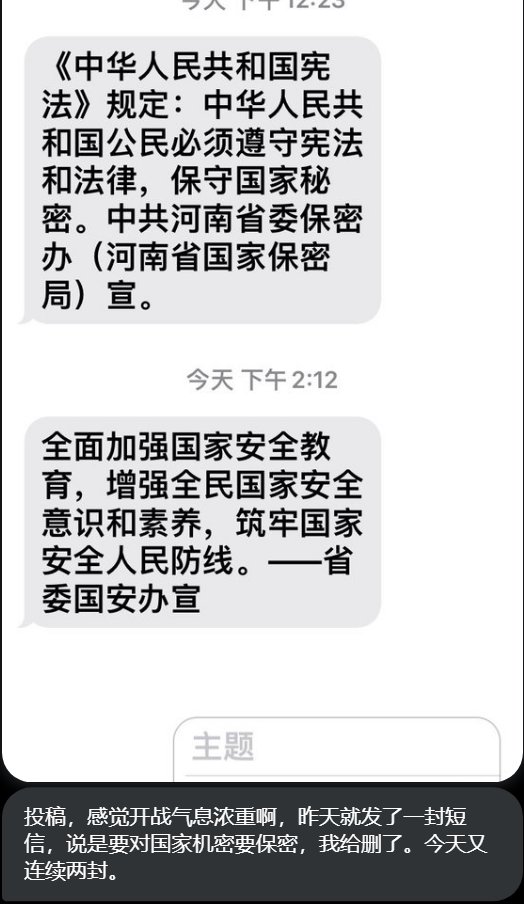 今天 下午 12:23
《中华人民共和国宪
法》规定：中华人民共
和国公民必须遵守宪法
和法律，保守国家秘
密。中共河南省委保密
办（河南省国家保密
局）宣。
今天 下午 2:12
全面加强国家安全教
育，增强全民国家安全
意识和素养，筑牢国家
安全人民防线。——省
委国安办宣
主题
投稿，感觉开战气息浓重啊，昨天就发了一封短
信，说是要对国家机密要保密，我给删了。今天又
连续两封。